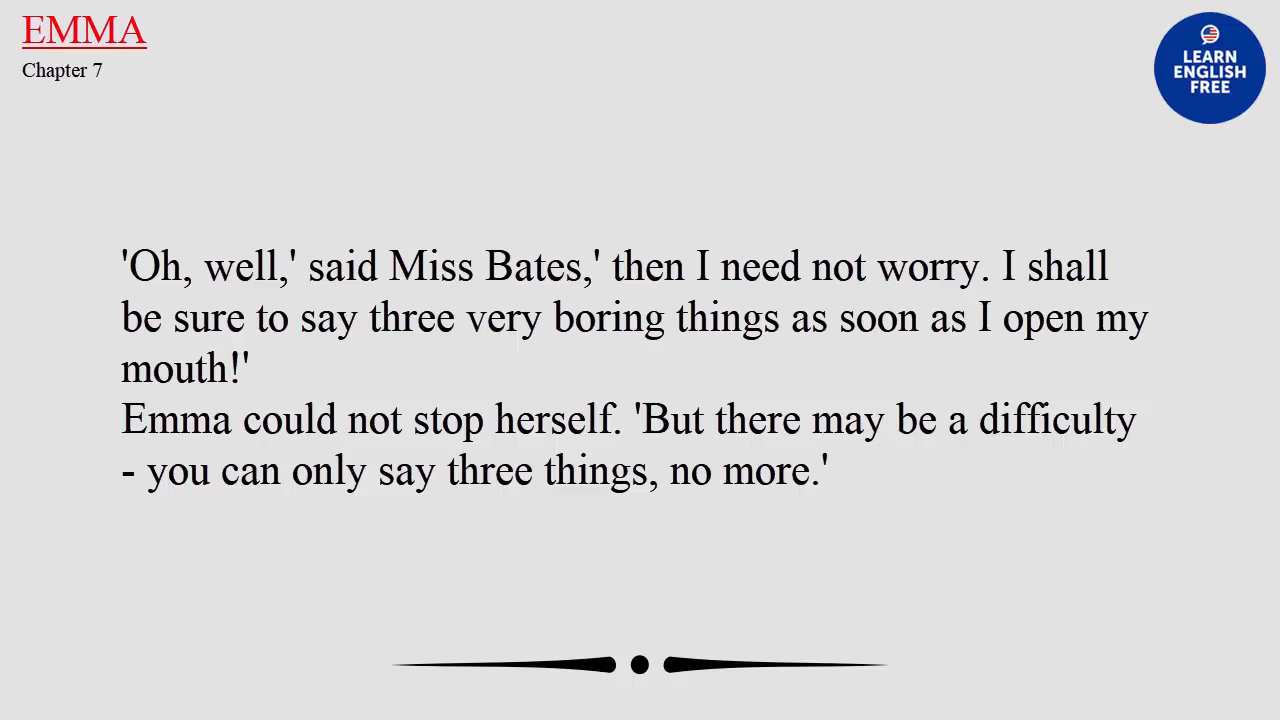 EMMA
Chapter 7
LEARN
ENGLISH
FREE
'Oh, well,' said Miss Bates,' then I need not worry. I shall
be sure to say three very boring things as soon as I open my
mouth!'
Emma could not stop herself. 'But there may be a difficulty
- you can only say three things, no more.'